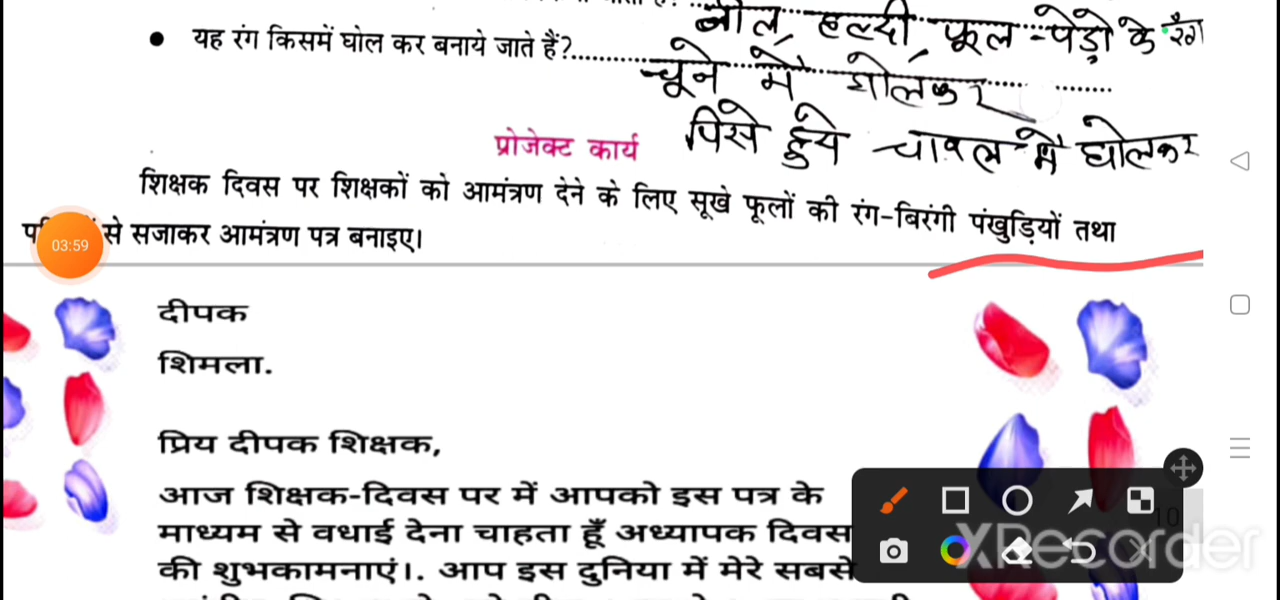 • यह रंग किसमें घोल कर बनाये जाते हैं?
नील, हल्दी, फूल-पेड़ो के रंग
चूने में घोलकर
पिसे हुये चावल में घोलकर
प्रोजेक्ट कार्य
शिक्षक दिवस पर शिक्षकों को आमंत्रण देने के लिए सूखे फूलों की रंग-बिरंगी पंखुड़ियों तथा
से सजाकर आमंत्रण पत्र बनाइए।
03:59
दीपक
शिमला.
प्रिय दीपक शिक्षक,
आज शिक्षक-दिवस पर में आपको इस पत्र के
माध्यम से वधाई देना चाहता हूँ अध्यापक दिवस
की शुभकामनाएं।. आप इस दुनिया में मेरे सबसे
10
XRecorder